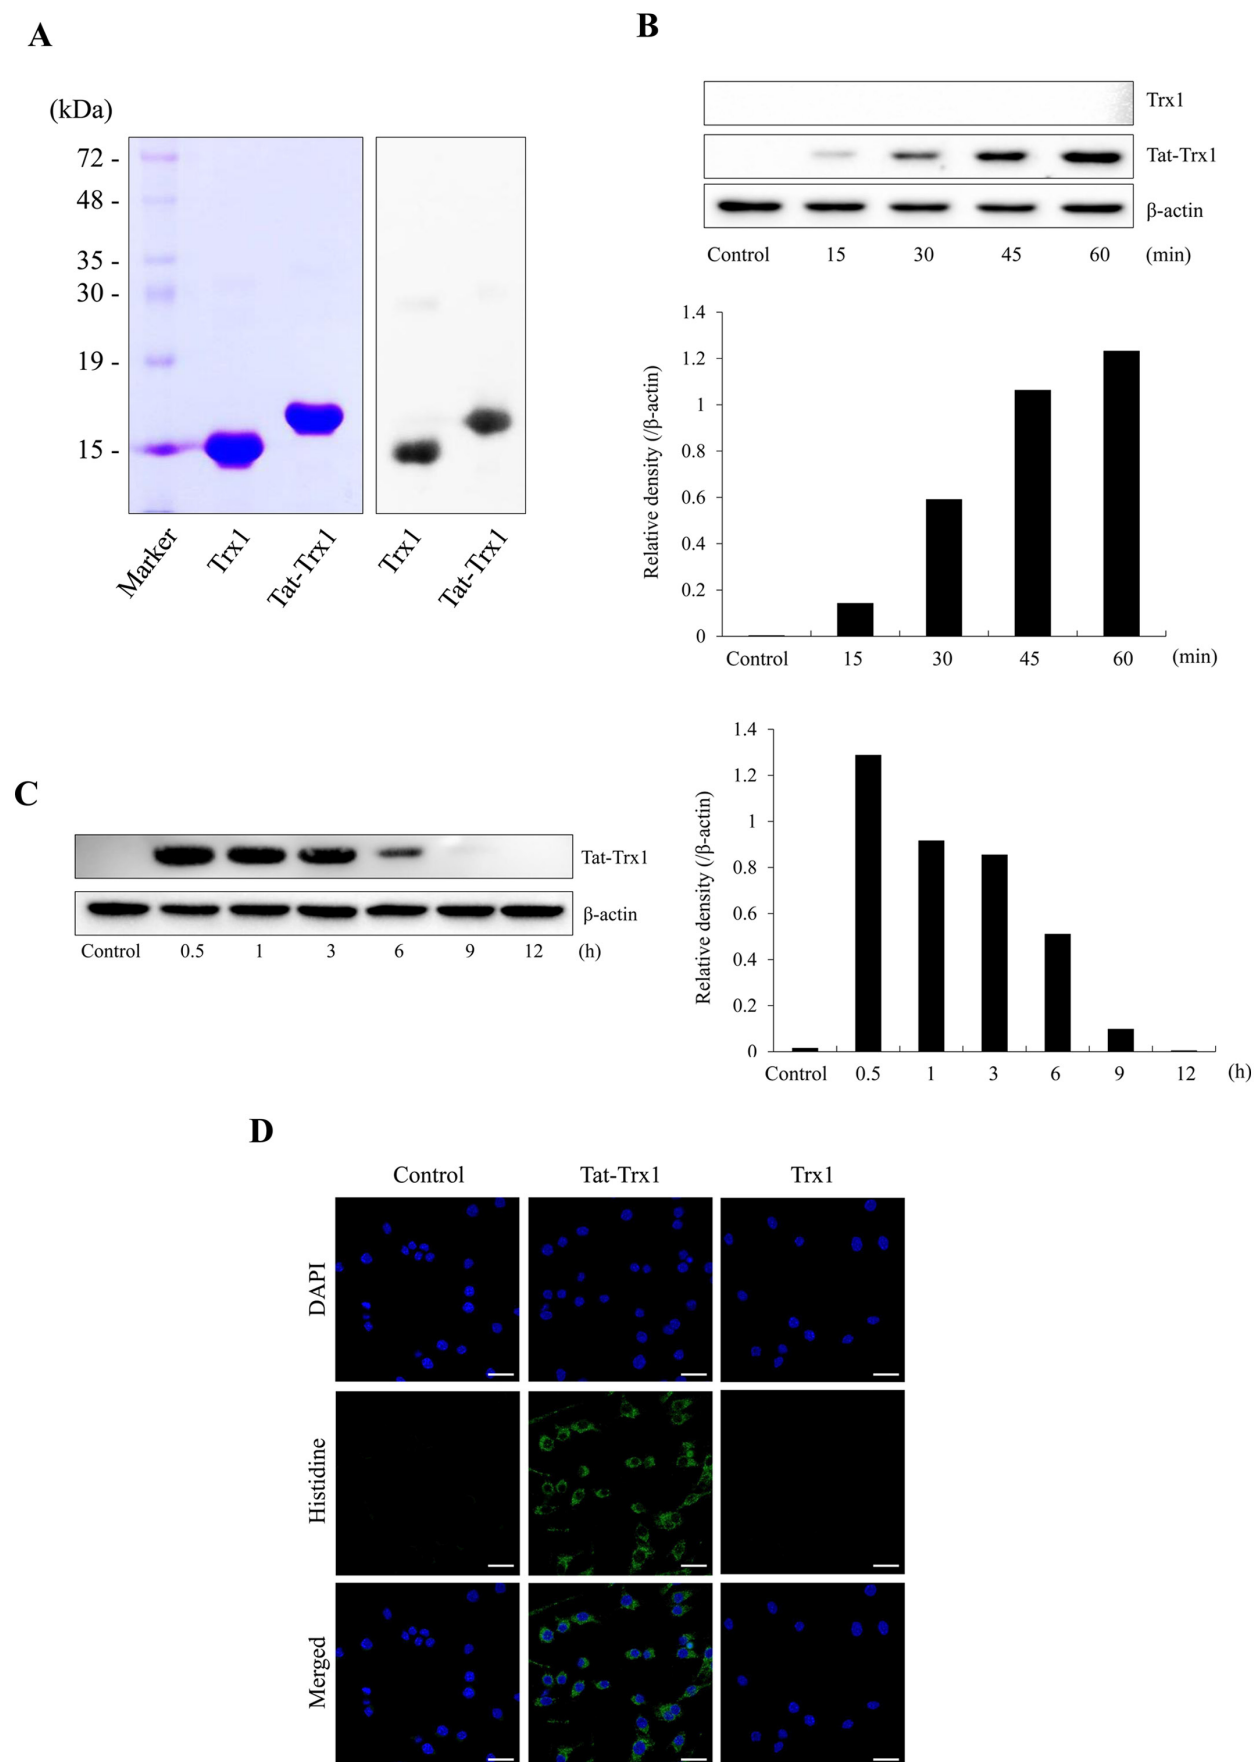 A
(kDa)
72 -
48 -
35 -
30 -
19 -
15 -
Marker
Trx1
Tat-Trx1
Trx1
Tat-Trx1
B
Trx1
Tat-Trx1
β-actin
Control 15 30 45 60 (min)
Relative density (/β-actin)
1.4
1.2
1
0.8
0.6
0.4
0.2
0
Control 15 30 45 60 (min)
C
Tat-Trx1
β-actin
Control 0.5 1 3 6 9 12 (h)
Relative density (/β-actin)
1.4
1.2
1
0.8
0.6
0.4
0.2
0
Control 0.5 1 3 6 9 12 (h)
D
Control Tat-Trx1 Trx1
DAPI
Histidine
Merged